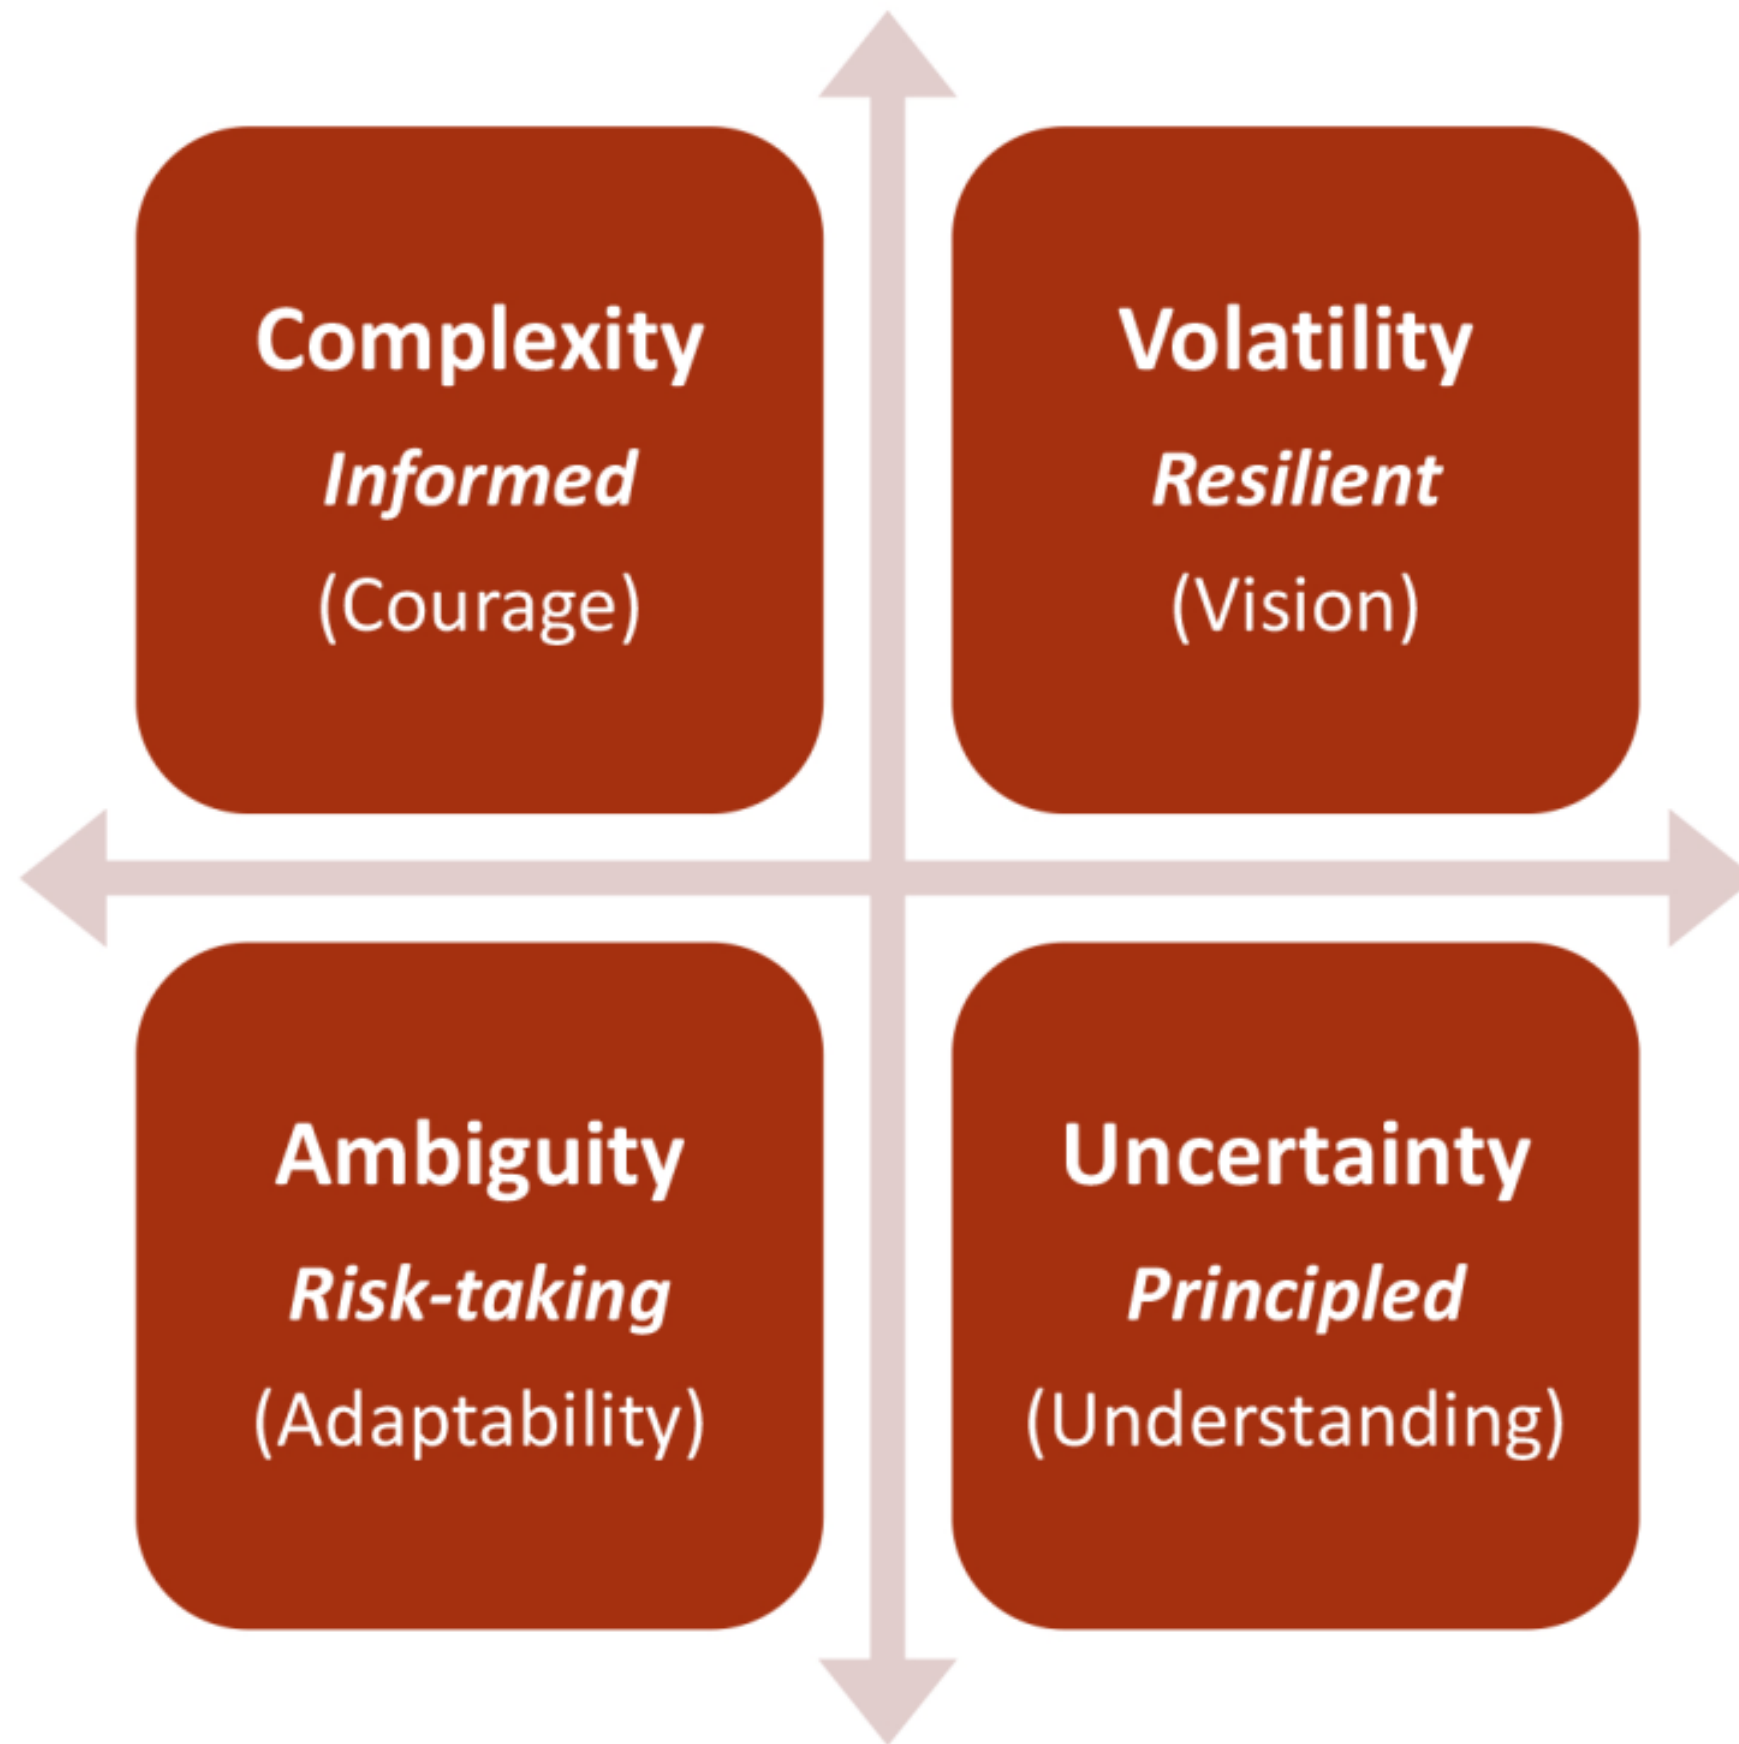 Complexity
Informed
(Courage)
Volatility
Resilient
(Vision)
Ambiguity
Risk-taking
(Adaptability)
Uncertainty
Principled
(Understanding)